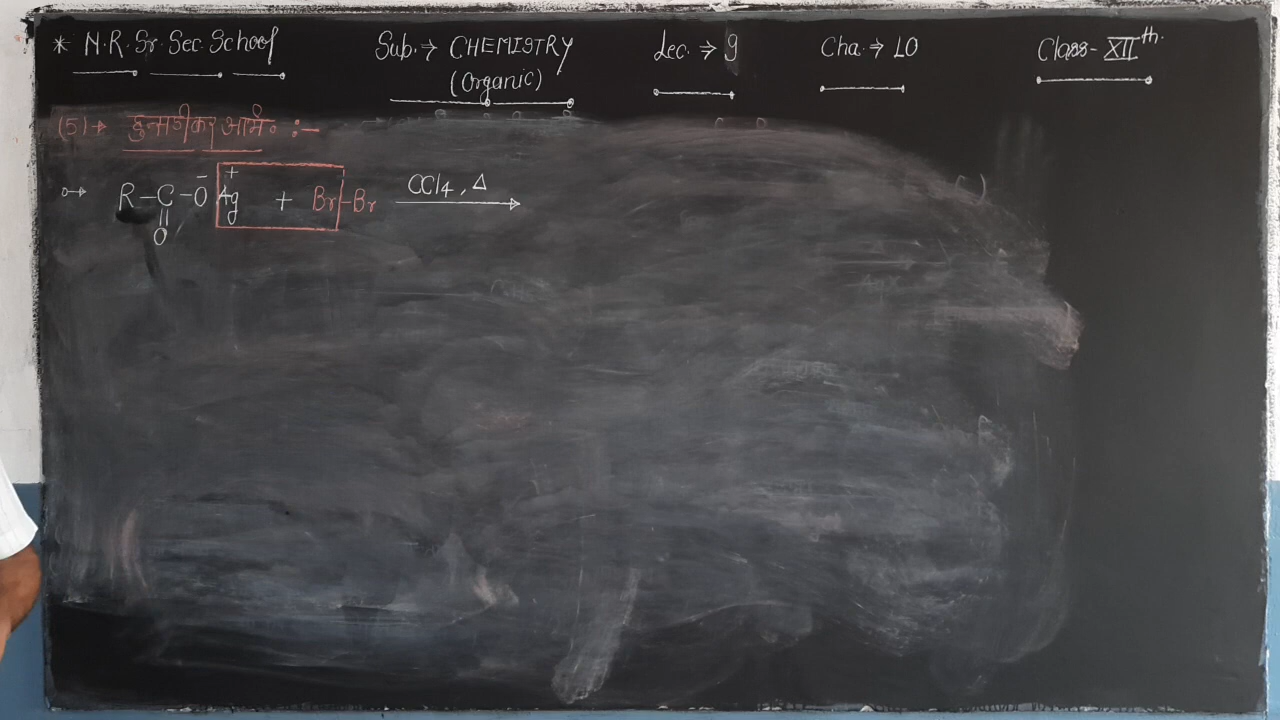 * N.R. Sr. Sec. School Sub. → CHEMISTRY Lec. → 9 Cha. → 10 Class - XII th.
(Organic)
(5) → हुन्सडीकर आभि० :-
→ R-C-O⁻ Ag⁺ + Br-Br CCl4, Δ →
||
O